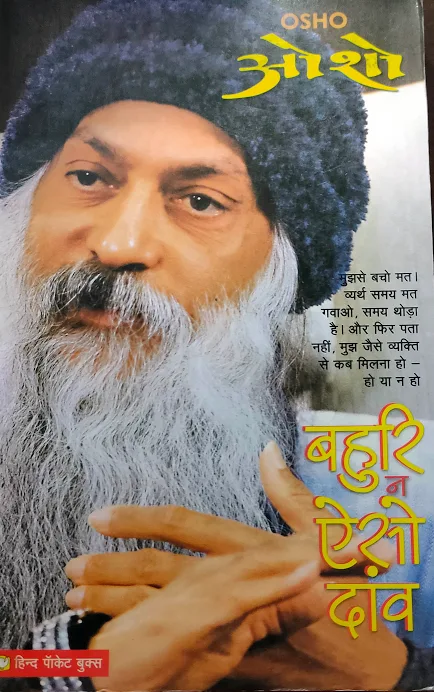 OSHO
ओशो
मुझसे बचो मत।
व्यर्थ समय मत
गवाओ, समय थोड़ा
है। और फिर पता
नहीं, मुझ जैसे व्यक्ति
से कब मिलना हो –
हो या न हो
बहुरि
न
ऐसो
दांव
हिन्द पॉकेट बुक्स